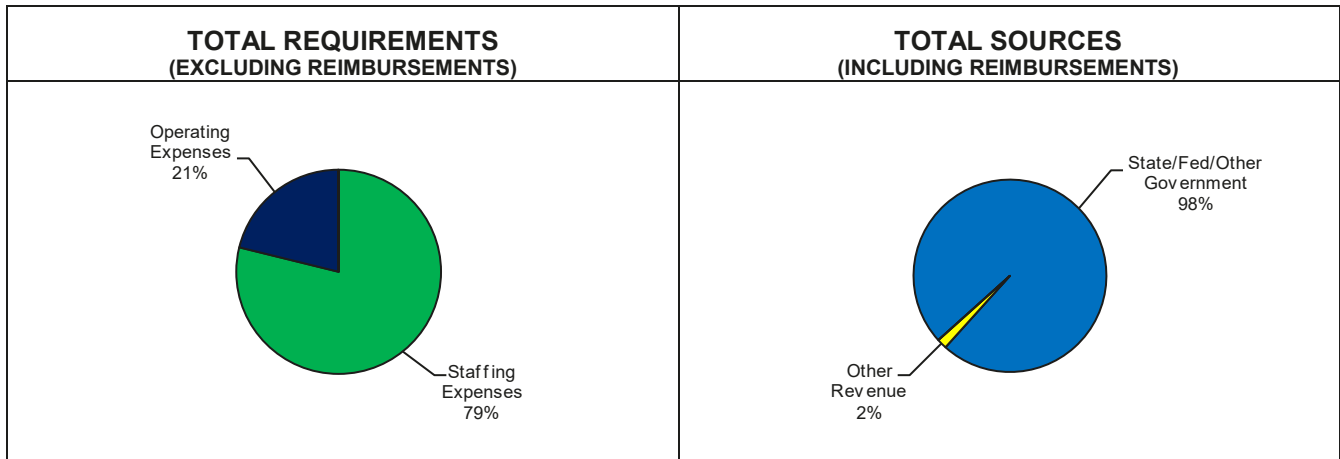 TOTAL REQUIREMENTS
(EXCLUDING REIMBURSEMENTS)
Operating
Expenses
21%
Staffing
Expenses
79%
TOTAL SOURCES
(INCLUDING REIMBURSEMENTS)
State/Fed/Other
Government
98%
Other
Revenue
2%